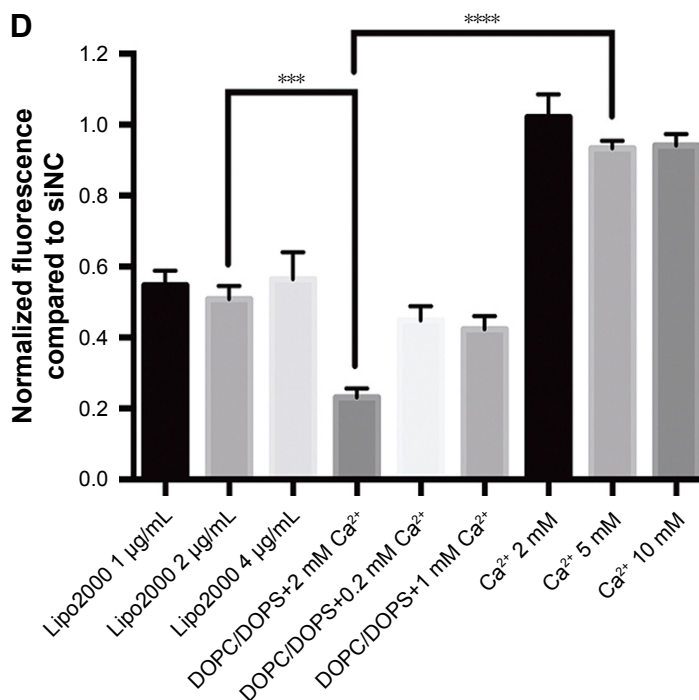 D
****
***
Normalized fluorescence
compared to siNC
1.2
1.0
0.8
0.6
0.4
0.2
0.0
Lipo2000 1 µg/mL
Lipo2000 2 µg/mL
Lipo2000 4 µg/mL
DOPC/DOPS+2 mM Ca²⁺
DOPC/DOPS+0.2 mM Ca²⁺
DOPC/DOPS+1 mM Ca²⁺
Ca²⁺ 2 mM
Ca²⁺ 5 mM
Ca²⁺ 10 mM